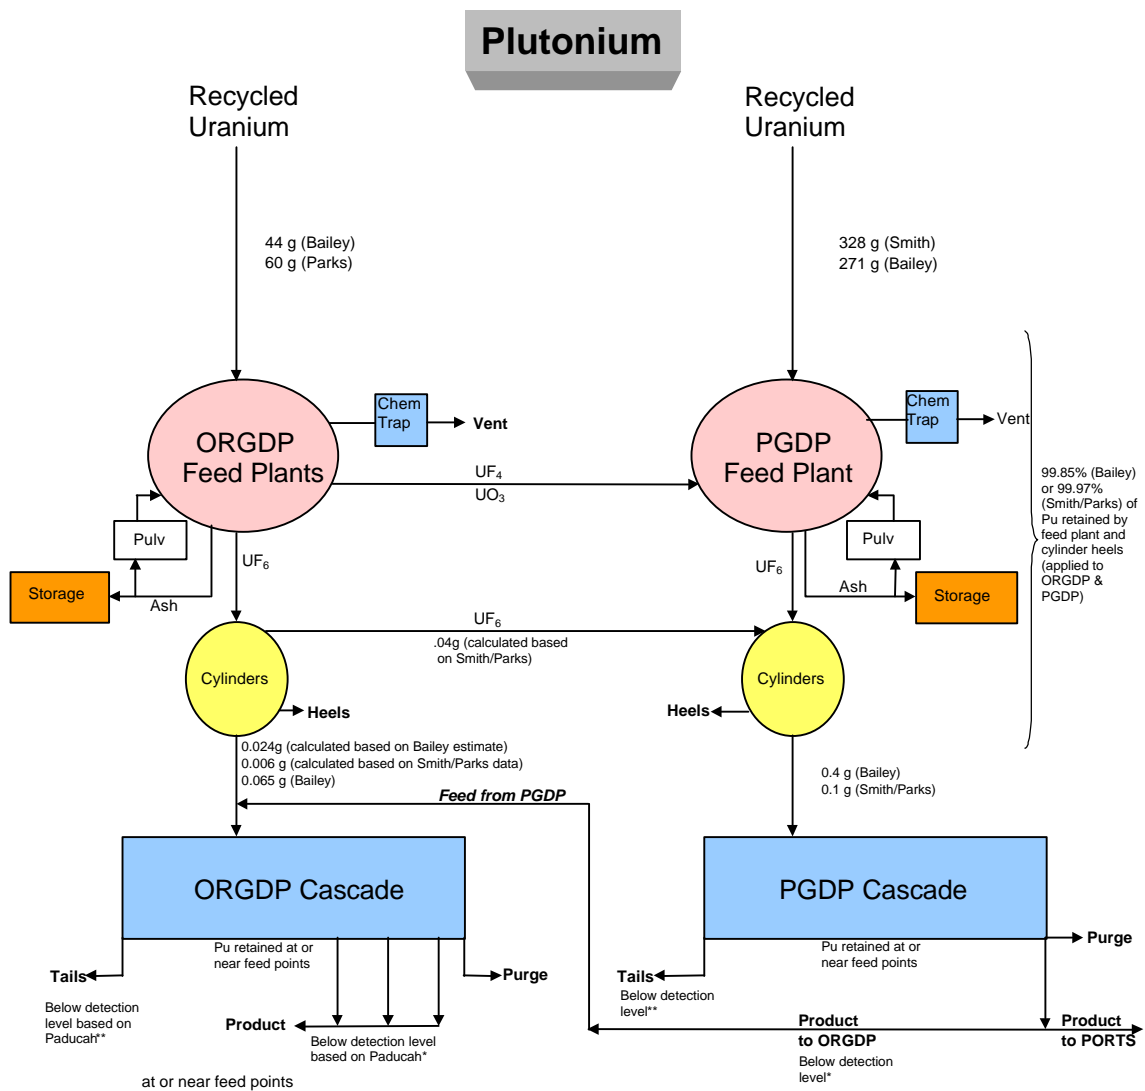 Plutonium
Recycled
Uranium
Recycled
Uranium
44 g (Bailey)
60 g (Parks)
328 g (Smith)
271 g (Bailey)
Chem
Trap
Vent
Chem
Trap
Vent
ORGDP
Feed Plants
PGDP
Feed Plant
UF₄
UO₃
99.85% (Bailey)
or 99.97%
(Smith/Parks) of
Pu retained by
feed plant and
cylinder heels
(applied to
ORGDP &
PGDP)
Pulv
Pulv
UF₆
UF₆
Storage
Ash
Ash
Storage
UF₆
.04g (calculated based
on Smith/Parks)
Cylinders
Cylinders
Heels
Heels
0.024g (calculated based on Bailey estimate)
0.006 g (calculated based on Smith/Parks data)
0.065 g (Bailey)
0.4 g (Bailey)
0.1 g (Smith/Parks)
Feed from PGDP
ORGDP Cascade
PGDP Cascade
Pu retained at or
near feed points
Pu retained at or
near feed points
Purge
Tails
Purge
Tails
Below detection
level based on
Paducah**
Product
Below detection level
based on Paducah*
Below detection
level**
Product
to ORGDP
Product
to PORTS
Below detection
level*
at or near feed points